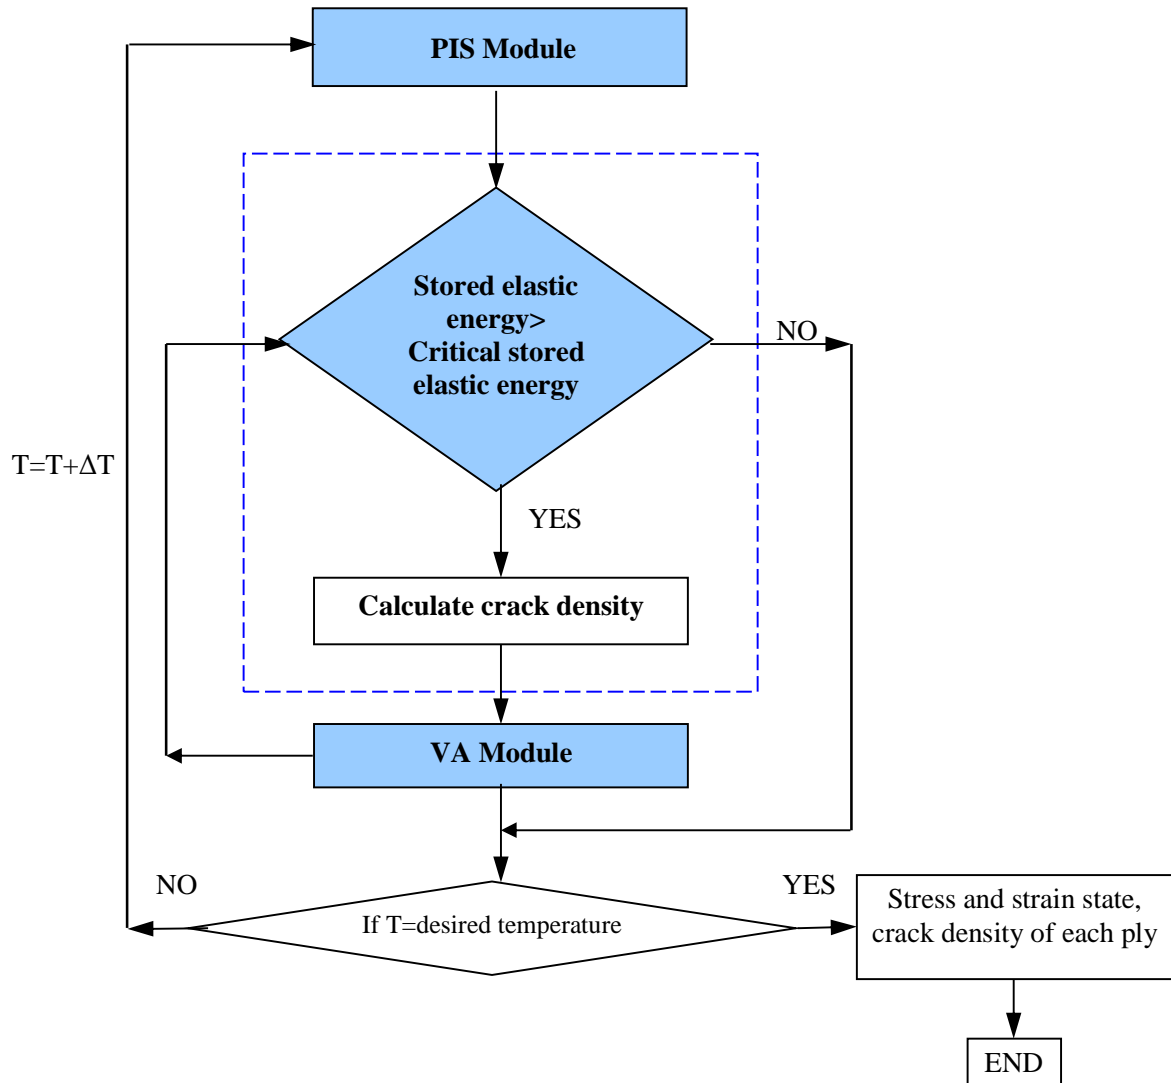 PIS Module
Stored elastic
energy>
Critical stored
elastic energy
NO
T=T+ΔT
YES
Calculate crack density
VA Module
NO
YES
If T=desired temperature
Stress and strain state,
crack density of each ply
END